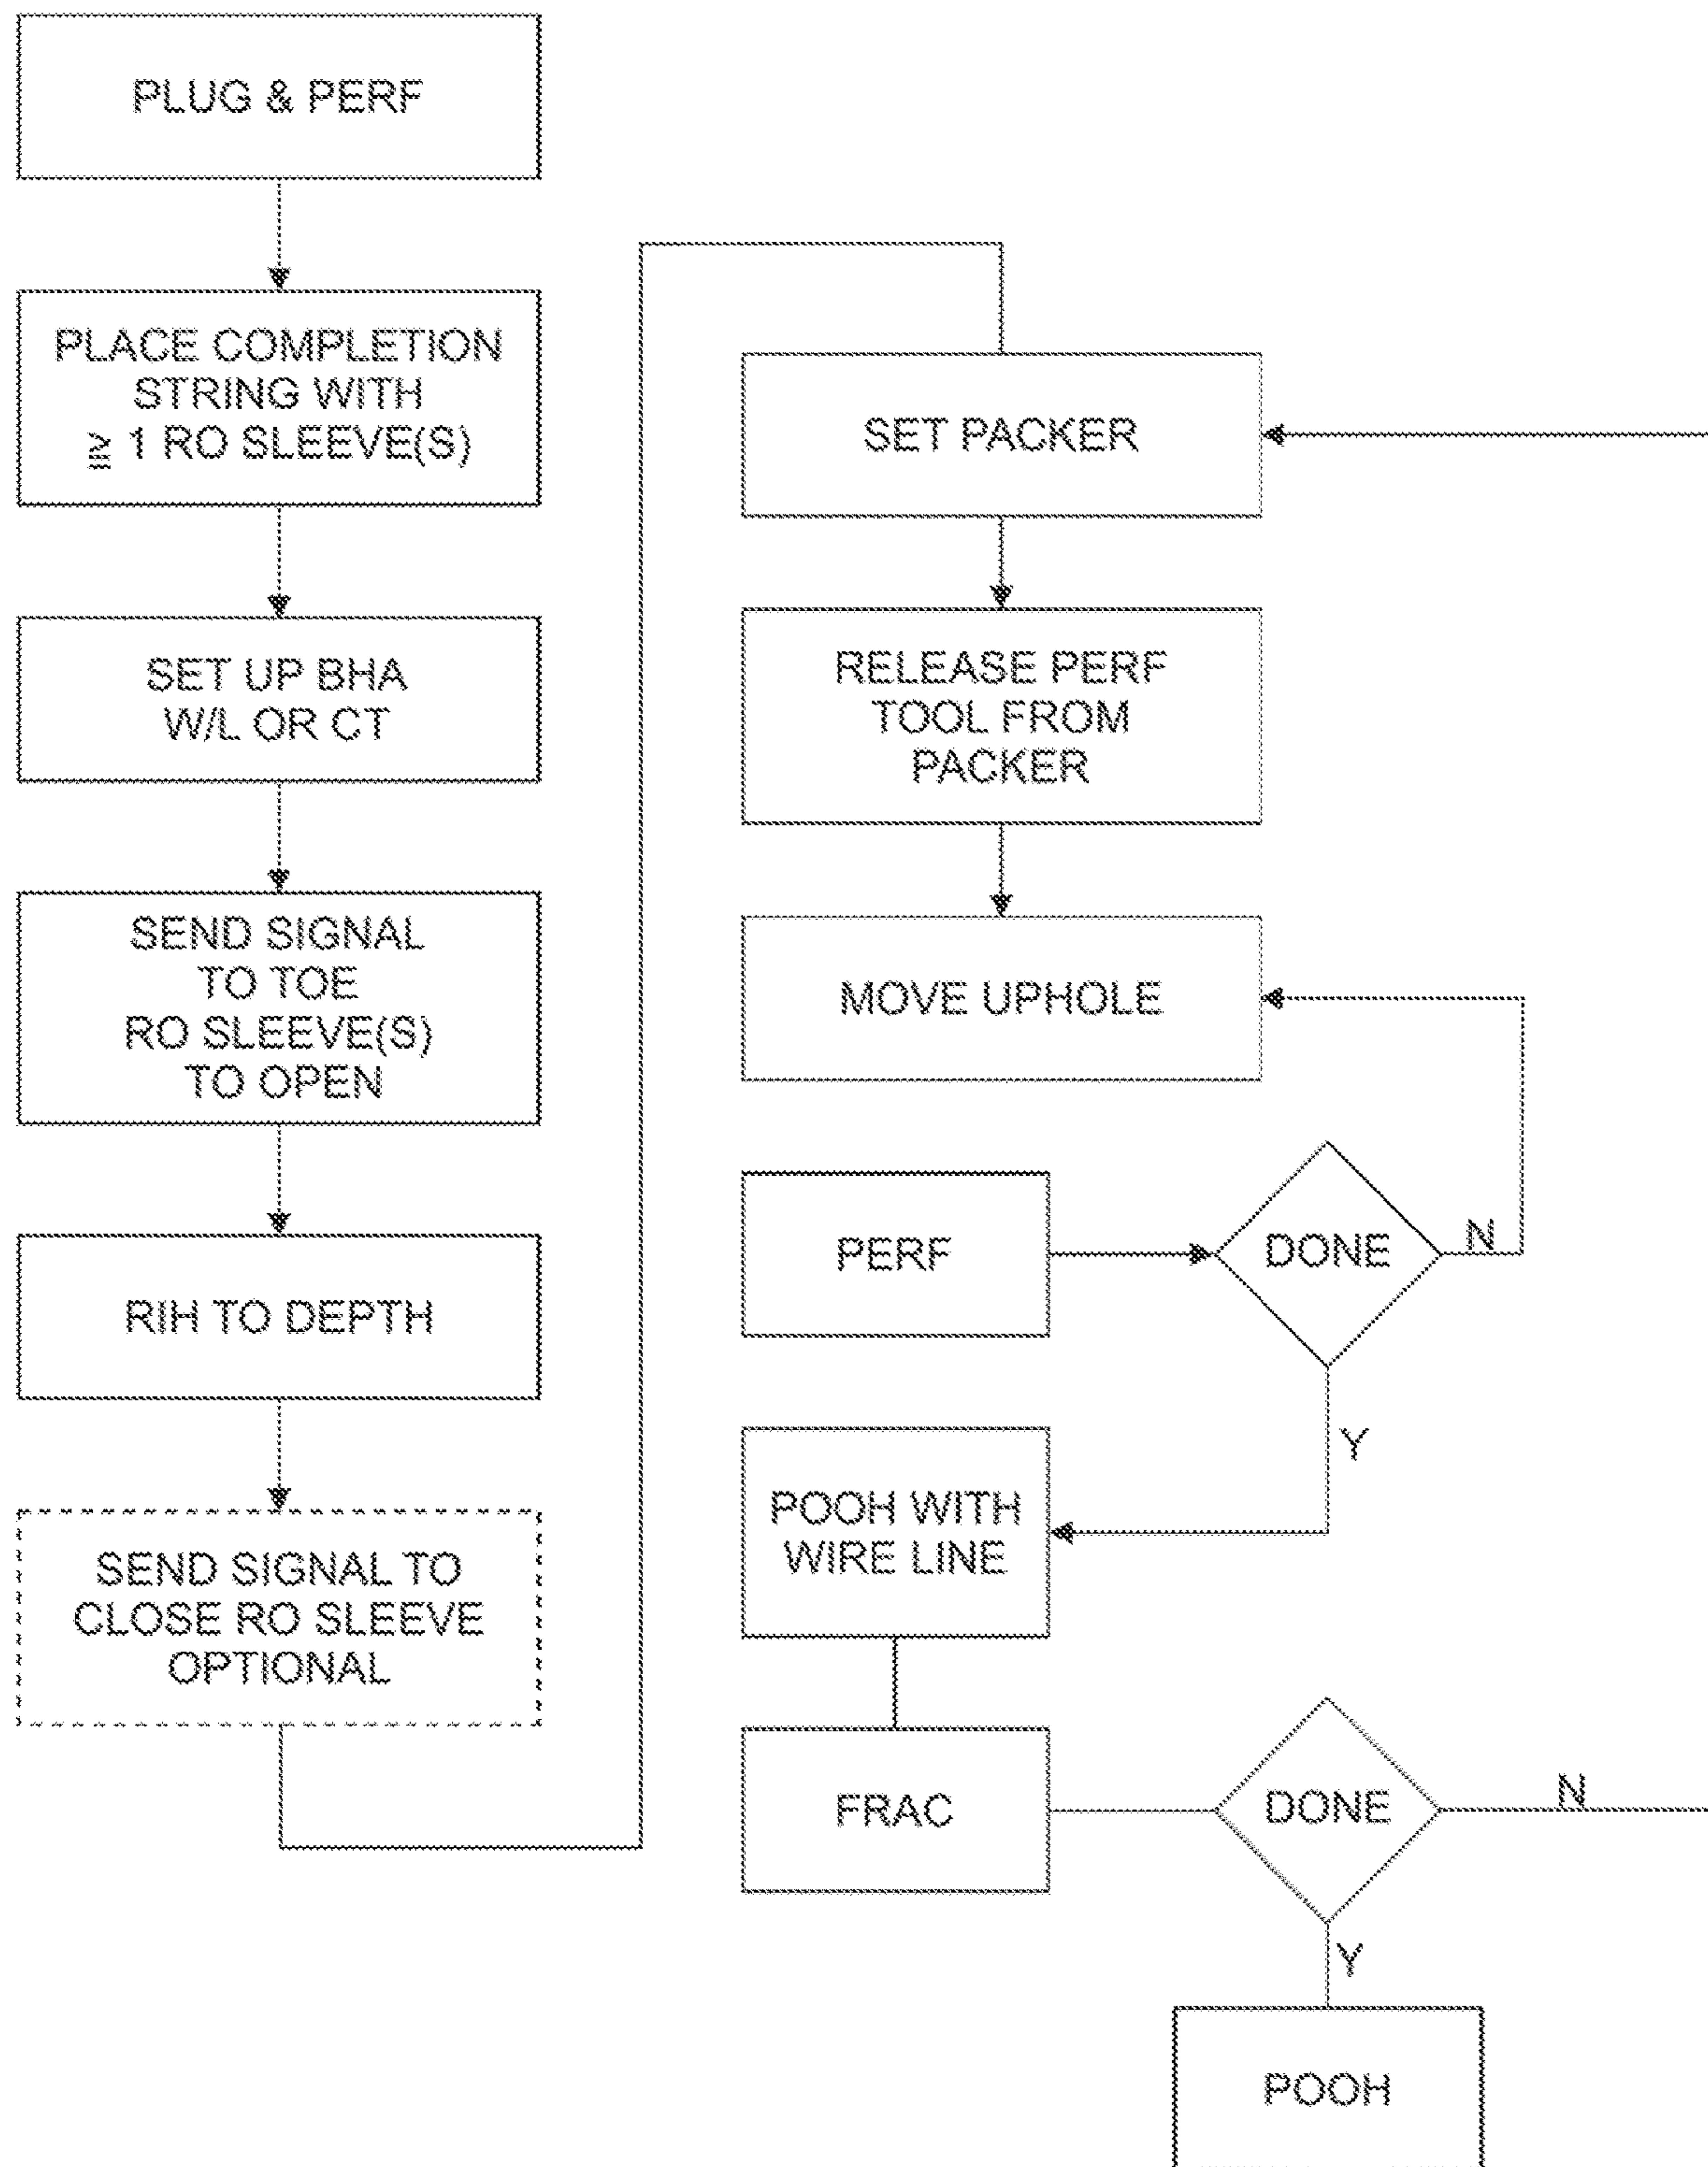 PLUG & PERF
PLACE COMPLETION
STRING WITH
≧ 1 RO SLEEVE(S)
SET UP BHA
W/L OR CT
SEND SIGNAL
TO TOE
RO SLEEVE(S)
TO OPEN
RIH TO DEPTH
SEND SIGNAL TO
CLOSE RO SLEEVE
OPTIONAL
SET PACKER
RELEASE PERF
TOOL FROM
PACKER
MOVE UPHOLE
PERF
DONE
N
Y
POOH WITH
WIRE LINE
FRAC
DONE
N
Y
POOH